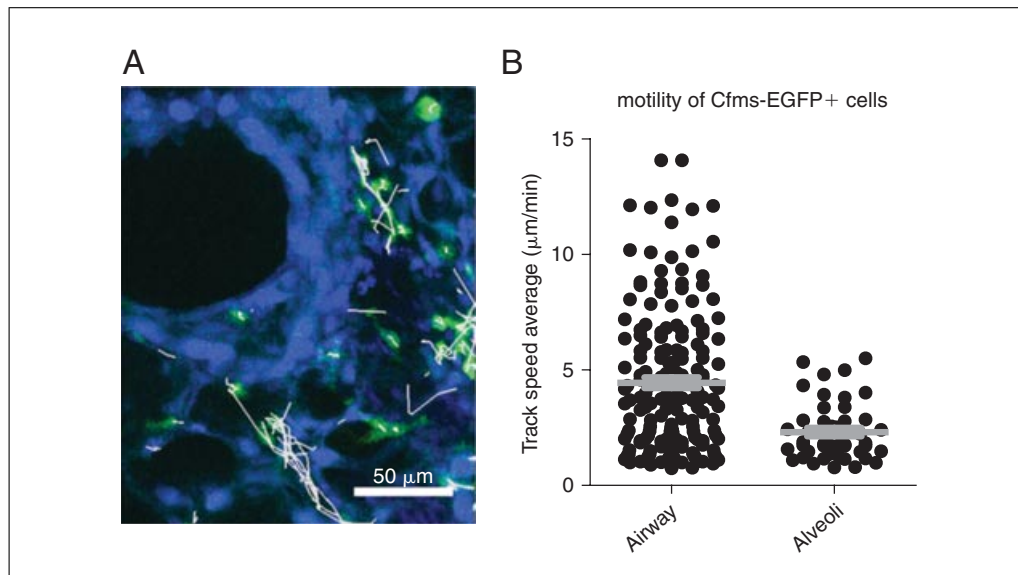 A
50 μm
B
motility of Cfms-EGFP+ cells
Track speed average (μm/min)
15
10
5
0
Airway
Alveoli